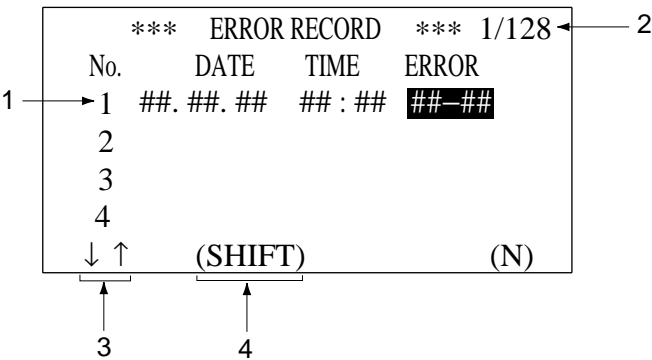 *** ERROR RECORD *** 1/128 2
No. DATE TIME ERROR
1 1 ##. ##. ## ## : ## ##–##
2
3
4
↓ ↑ (SHIFT) (N)
3 4